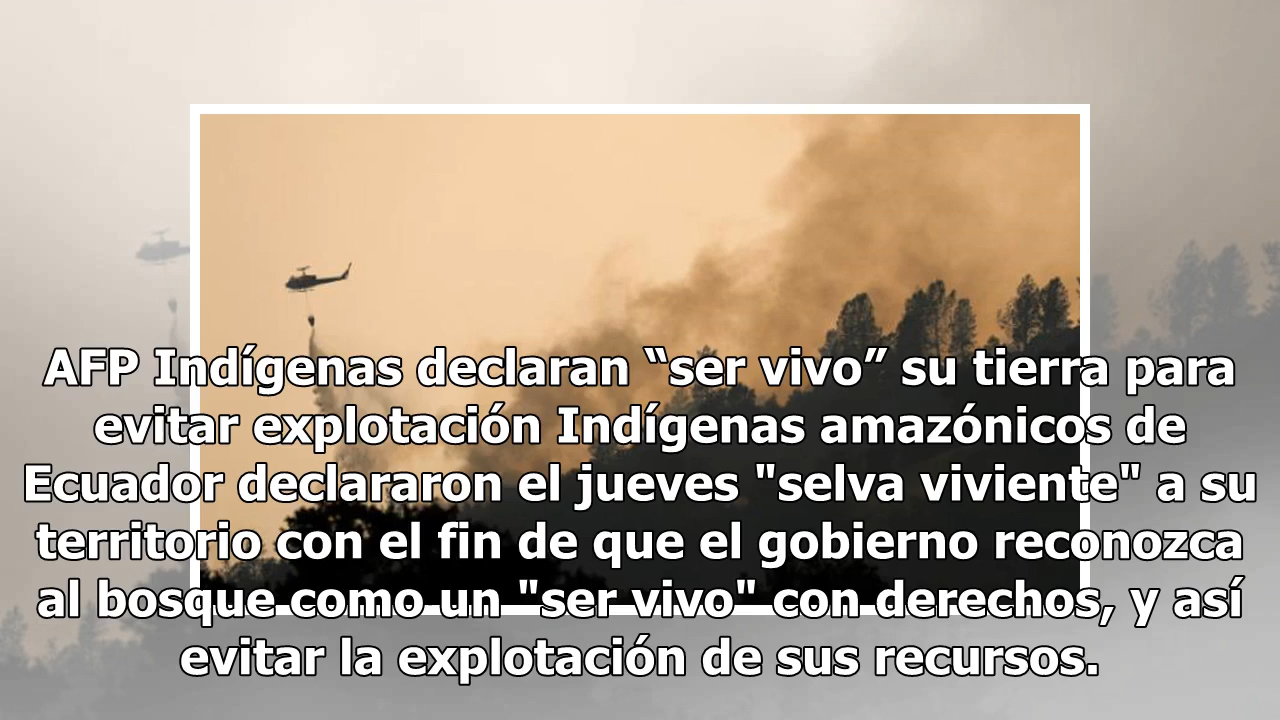 AFP Indígenas declaran “ser vivo” su tierra para
evitar explotación Indígenas amazónicos de
Ecuador declararon el jueves "selva viviente" a su
territorio con el fin de que el gobierno reconozca
al bosque como un "ser vivo" con derechos, y así
evitar la explotación de sus recursos.